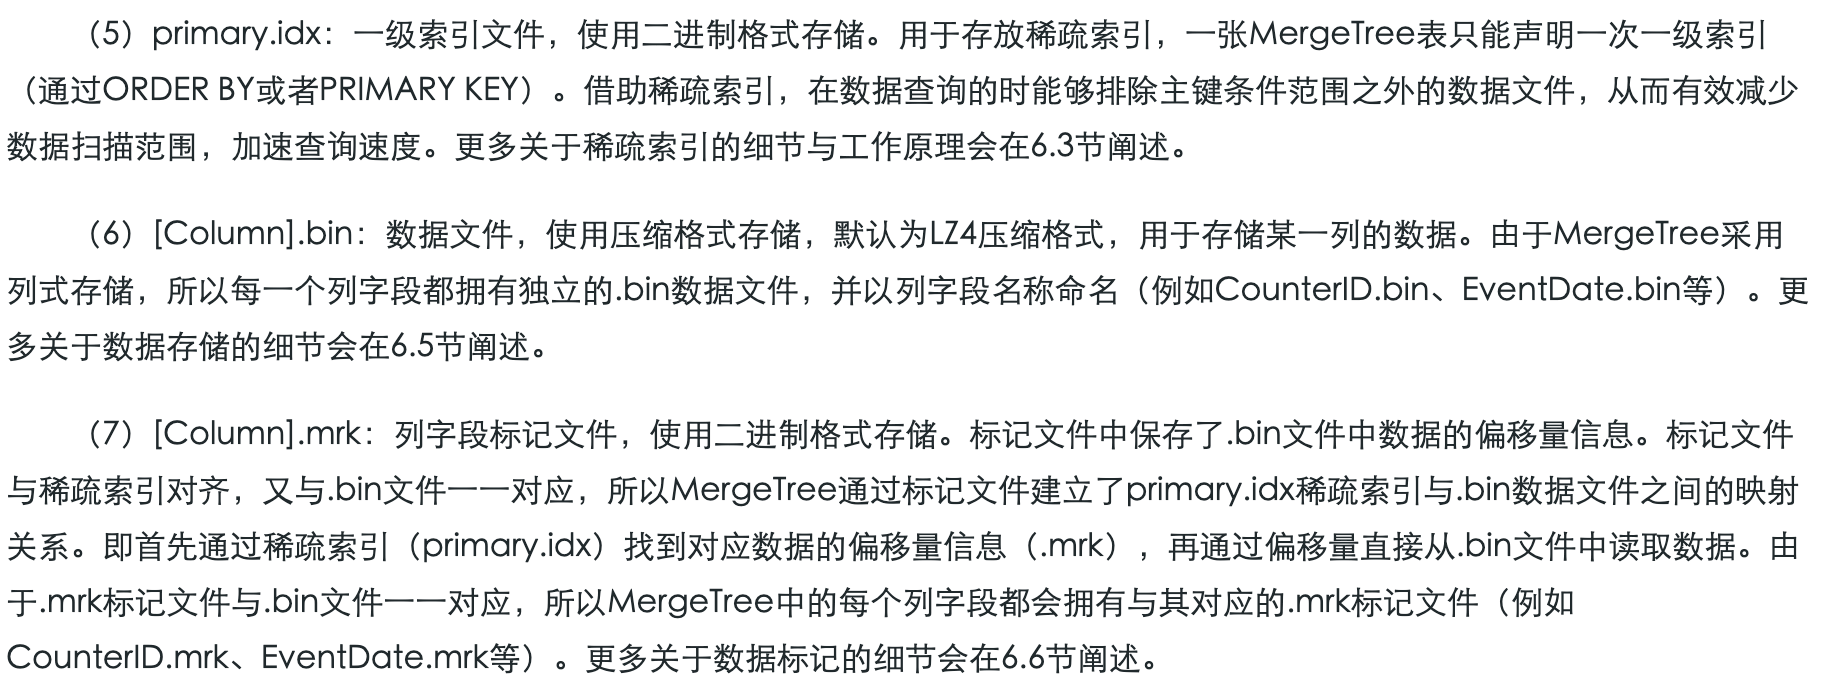 （5）primary.idx：一级索引文件，使用二进制格式存储。用于存放稀疏索引，一张MergeTree表只能声明一次一级索引
（通过ORDER BY或者PRIMARY KEY）。借助稀疏索引，在数据查询的时能够排除主键条件范围之外的数据文件，从而有效减少
数据扫描范围，加速查询速度。更多关于稀疏索引的细节与工作原理会在6.3节阐述。
（6）[Column].bin：数据文件，使用压缩格式存储，默认为LZ4压缩格式，用于存储某一列的数据。由于MergeTree采用
列式存储，所以每一个列字段都拥有独立的.bin数据文件，并以列字段名称命名（例如CounterID.bin、EventDate.bin等）。更
多关于数据存储的细节会在6.5节阐述。
（7）[Column].mrk：列字段标记文件，使用二进制格式存储。标记文件中保存了.bin文件中数据的偏移量信息。标记文件
与稀疏索引对齐，又与.bin文件一一对应，所以MergeTree通过标记文件建立了primary.idx稀疏索引与.bin数据文件之间的映射
关系。即首先通过稀疏索引（primary.idx）找到对应数据的偏移量信息（.mrk），再通过偏移量直接从.bin文件中读取数据。由
于.mrk标记文件与.bin文件一一对应，所以MergeTree中的每个列字段都会拥有与其对应的.mrk标记文件（例如
CounterID.mrk、EventDate.mrk等）。更多关于数据标记的细节会在6.6节阐述。